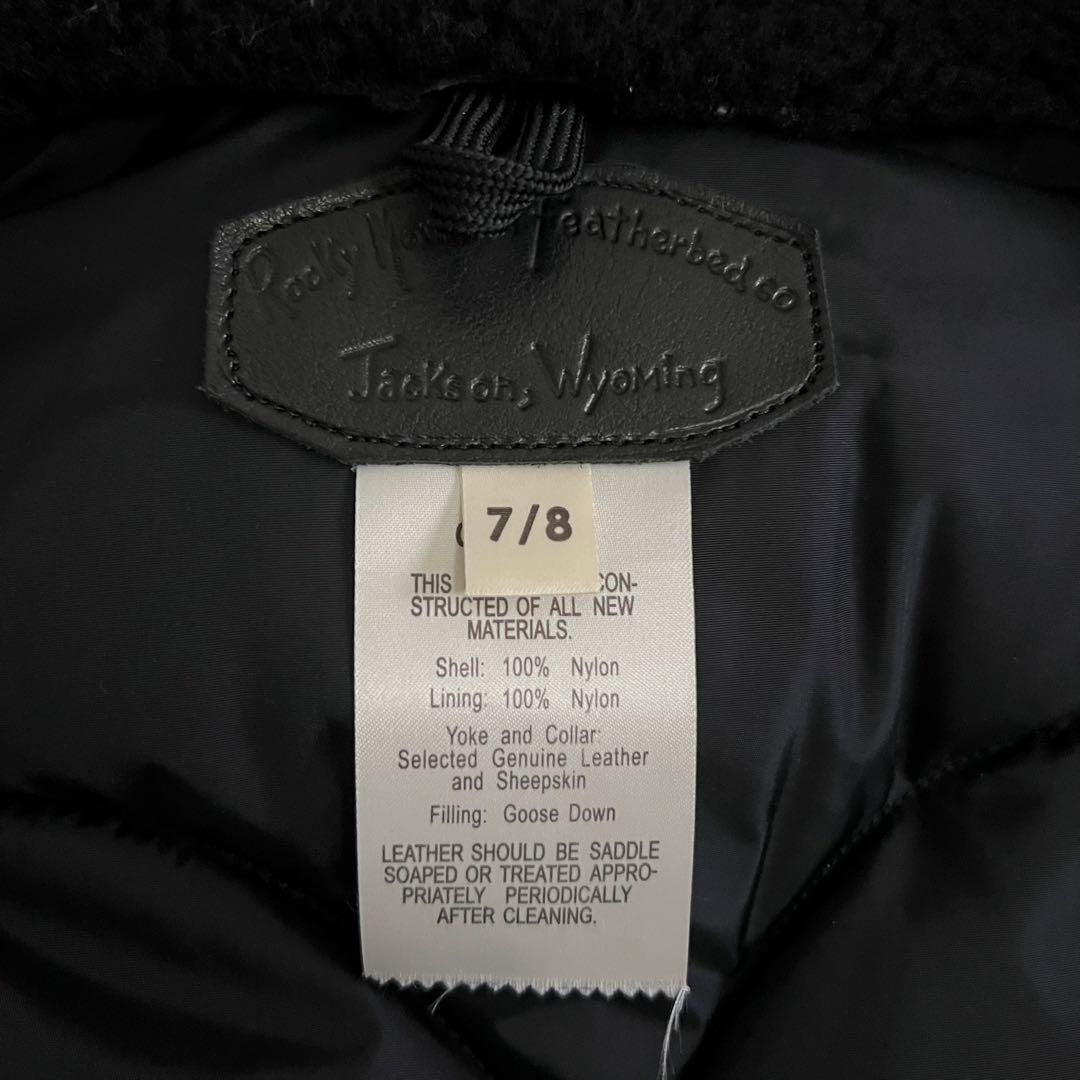 Rocky Featherbed co
Jackson, Wyoming
7/8
THIS CON-
STRUCTED OF ALL NEW
MATERIALS.
Shell: 100% Nylon
Lining: 100% Nylon
Yoke and Collar:
Selected Genuine Leather
and Sheepskin
Filling: Goose Down
LEATHER SHOULD BE SADDLE
SOAPED OR TREATED APPRO-
PRIATELY PERIODICALLY
AFTER CLEANING.